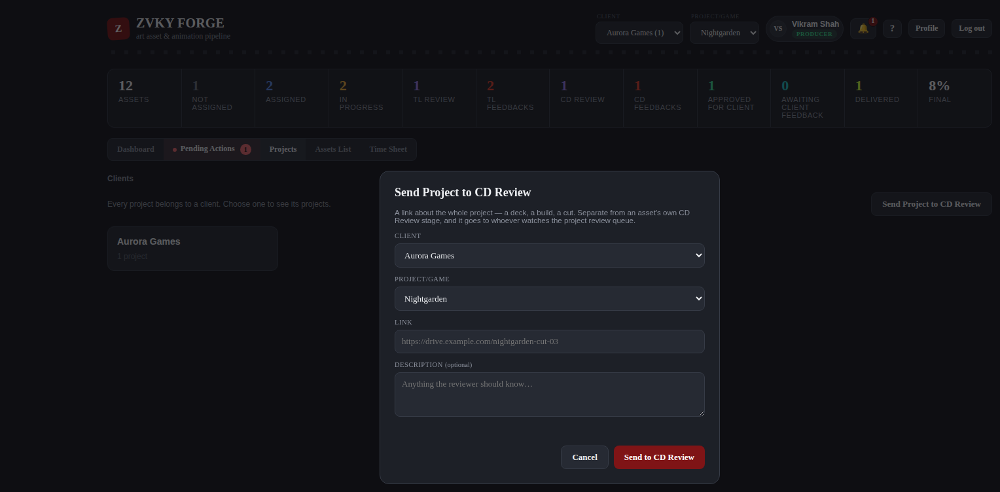 Z
ZVKY FORGE
art asset & animation pipeline
CLIENT
Aurora Games (1)
PROJECT/GAME
Nightgarden
VS
Vikram Shah
PRODUCER
1
?
Profile
Log out
12
ASSETS
1
NOT
ASSIGNED
2
ASSIGNED
2
IN
PROGRESS
1
TL REVIEW
2
TL
FEEDBACKS
1
CD REVIEW
1
CD
FEEDBACKS
1
APPROVED
FOR CLIENT
0
AWAITING
CLIENT
FEEDBACK
1
DELIVERED
8%
FINAL
Dashboard
Pending Actions 1
Projects
Assets List
Time Sheet
Clients
Every project belongs to a client. Choose one to see its projects.
Send Project to CD Review
Aurora Games
1 project
Send Project to CD Review
A link about the whole project — a deck, a build, a cut. Separate from an asset's own CD
Review stage, and it goes to whoever watches the project review queue.
CLIENT
Aurora Games
PROJECT/GAME
Nightgarden
LINK
https://drive.example.com/nightgarden-cut-03
DESCRIPTION (optional)
Anything the reviewer should know…
Cancel
Send to CD Review